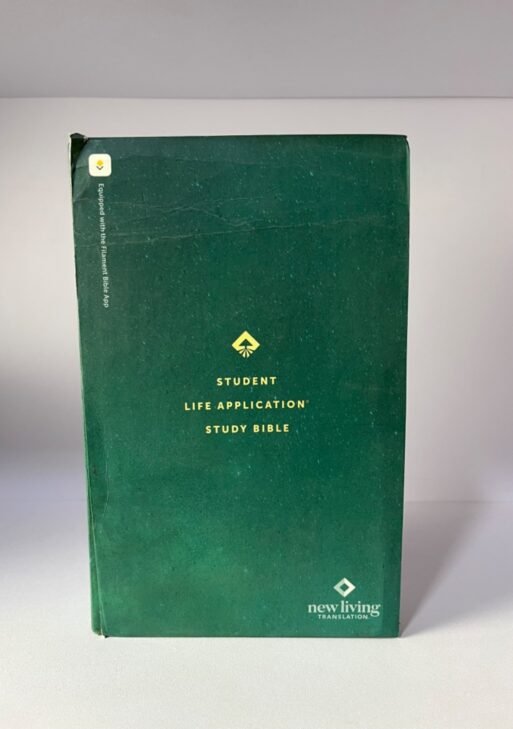 Equipped with the Filament Bible App
STUDENT
LIFE APPLICATION®
STUDY BIBLE
new living
TRANSLATION